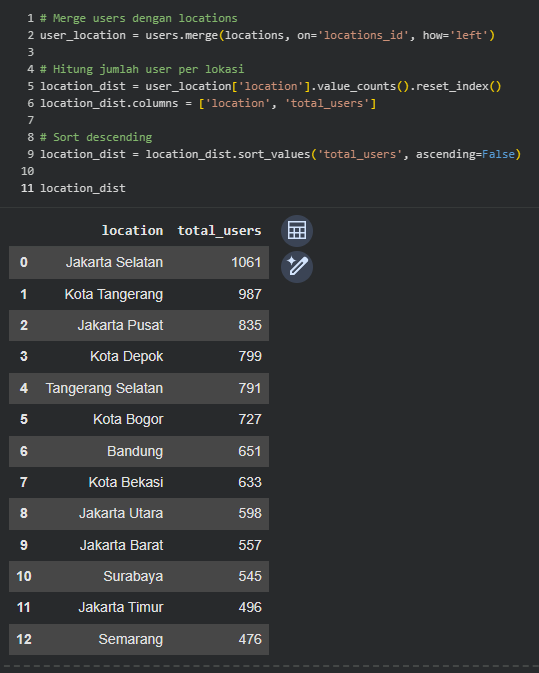 1 # Merge users dengan locations
2 user_location = users.merge(locations, on='locations_id', how='left')
3
4 # Hitung jumlah user per lokasi
5 location_dist = user_location['location'].value_counts().reset_index()
6 location_dist.columns = ['location', 'total_users']
7
8 # Sort descending
9 location_dist = location_dist.sort_values('total_users', ascending=False)
10
11 location_dist
location total_users
0 Jakarta Selatan 1061
1 Kota Tangerang 987
2 Jakarta Pusat 835
3 Kota Depok 799
4 Tangerang Selatan 791
5 Kota Bogor 727
6 Bandung 651
7 Kota Bekasi 633
8 Jakarta Utara 598
9 Jakarta Barat 557
10 Surabaya 545
11 Jakarta Timur 496
12 Semarang 476